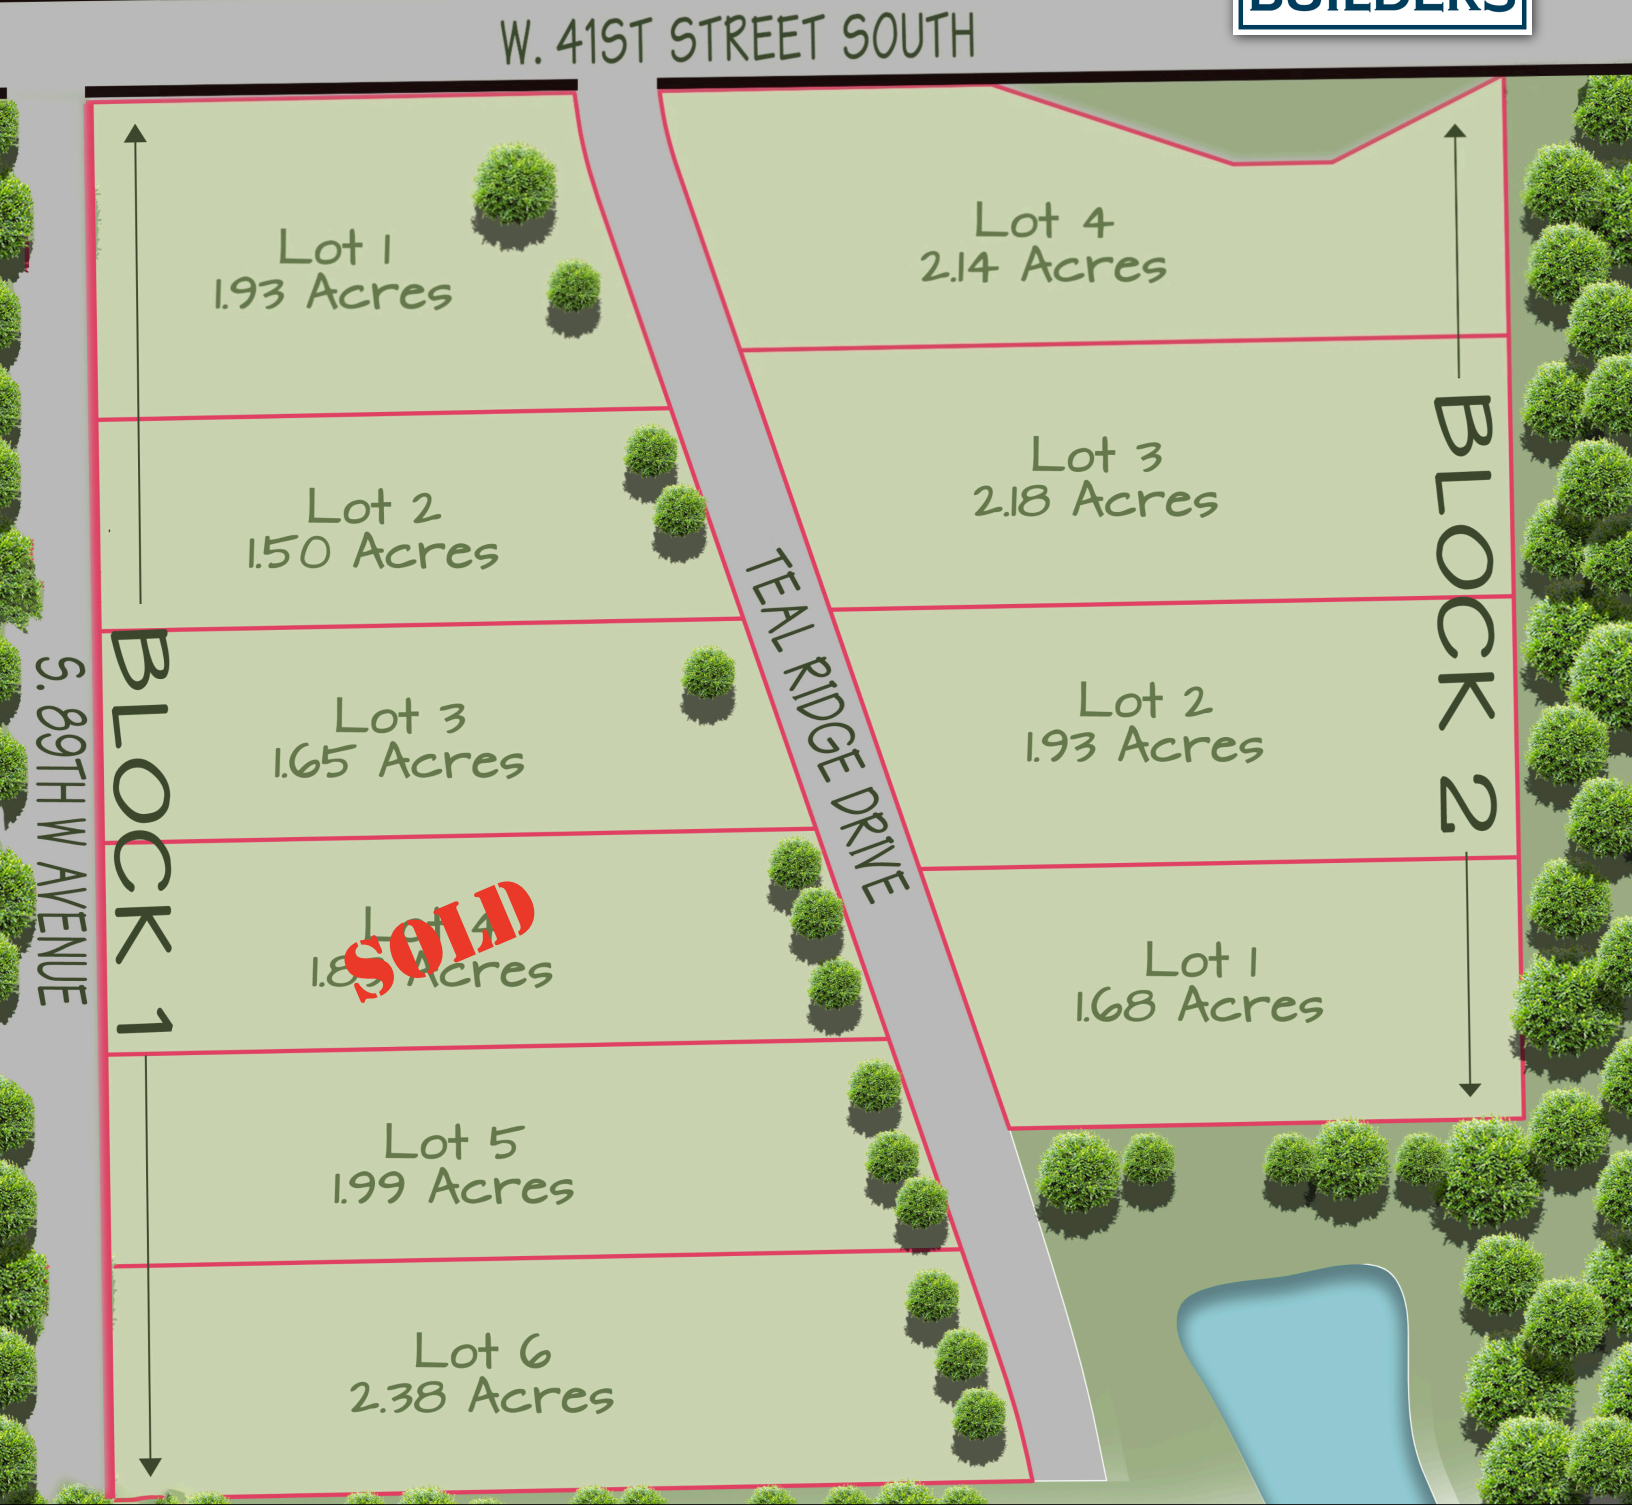 BUILDERS
W. 41ST STREET SOUTH
Lot 1
1.93 Acres
Lot 2
1.50 Acres
Lot 3
1.65 Acres
Lot 4
SOLD
Acres
Lot 5
1.99 Acres
Lot 6
2.38 Acres
BLOCK 1
S. 89TH W AVENUE
TEAL RIDGE DRIVE
Lot 4
2.14 Acres
Lot 3
2.18 Acres
Lot 2
1.93 Acres
Lot 1
1.68 Acres
BLOCK 2